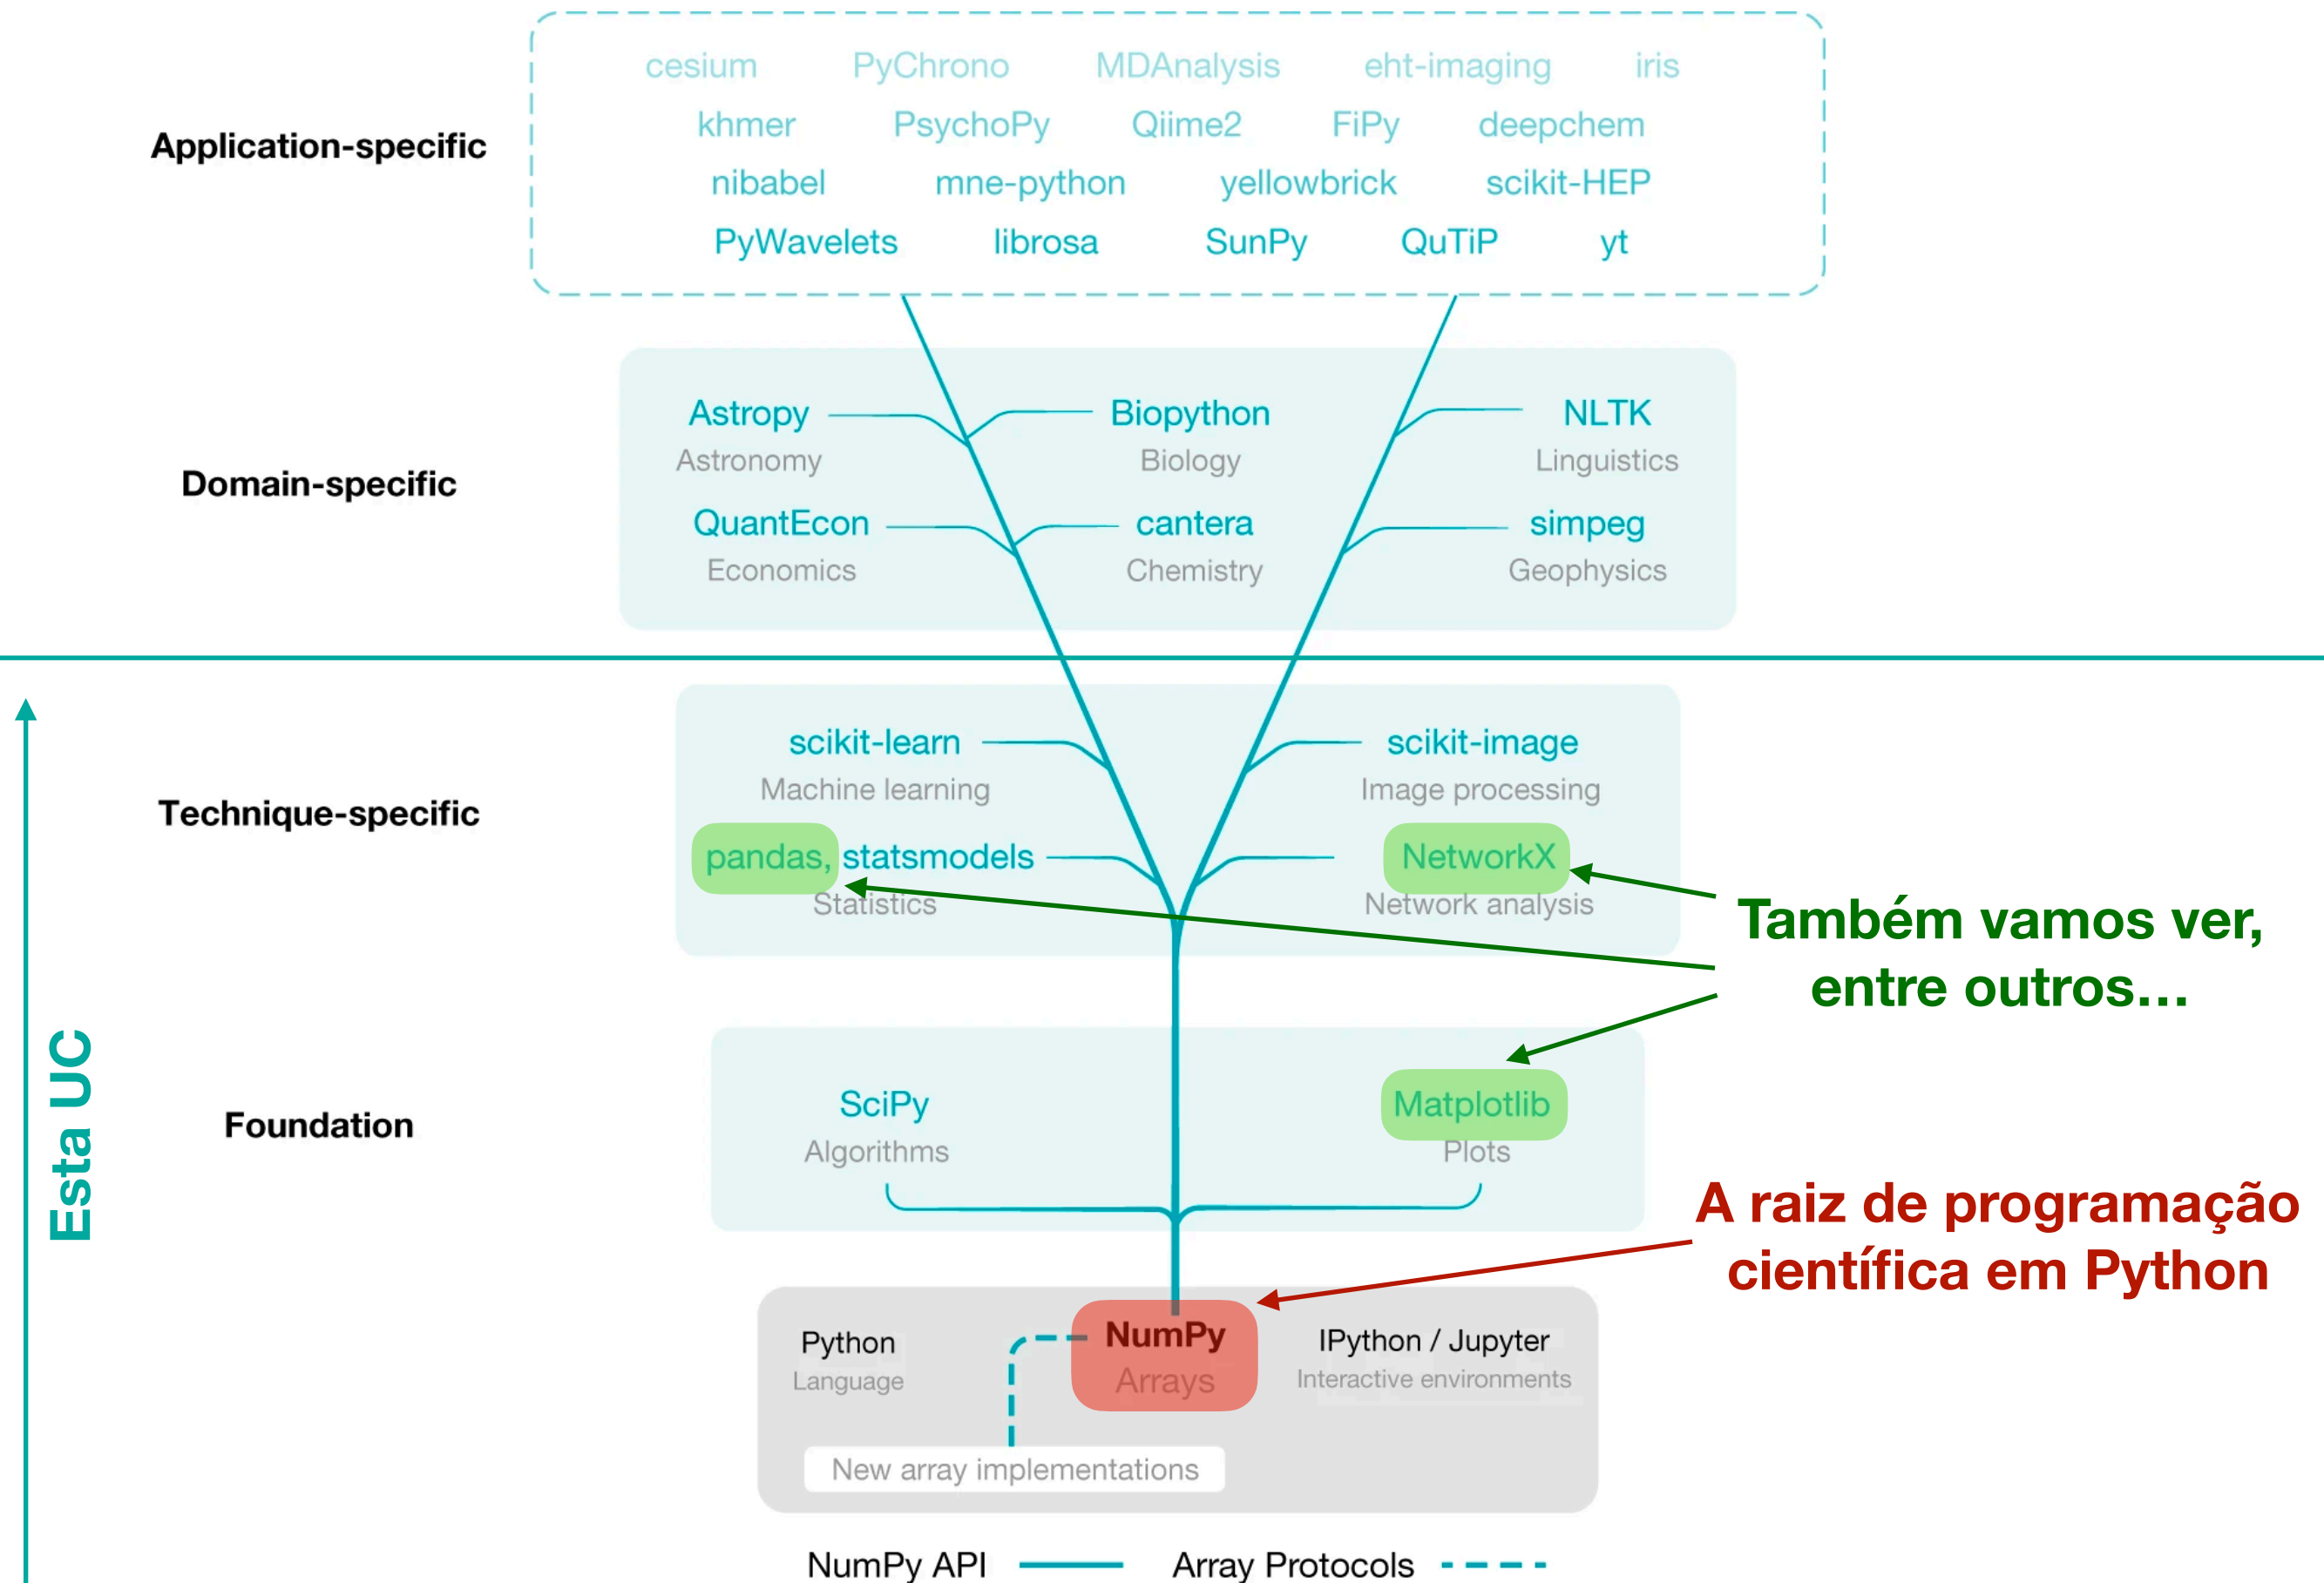 cesium PyChrono MDAnalysis eht-imaging iris
Application-specific
khmer PsychoPy Qiime2 FiPy deepchem
nibabel mne-python yellowbrick scikit-HEP
PyWavelets librosa SunPy QuTiP yt
Astropy Biopython NLTK
Astronomy Biology Linguistics
Domain-specific
QuantEcon cantera simpeg
Economics Chemistry Geophysics
Esta UC
scikit-learn scikit-image
Machine learning Image processing
Technique-specific
pandas, statsmodels NetworkX
Statistics Network analysis
Também vamos ver,
entre outros...
Foundation
SciPy Matplotlib
Algorithms Plots
A raiz de programação
científica em Python
Python NumPy IPython / Jupyter
Language Arrays Interactive environments
New array implementations
NumPy API Array Protocols